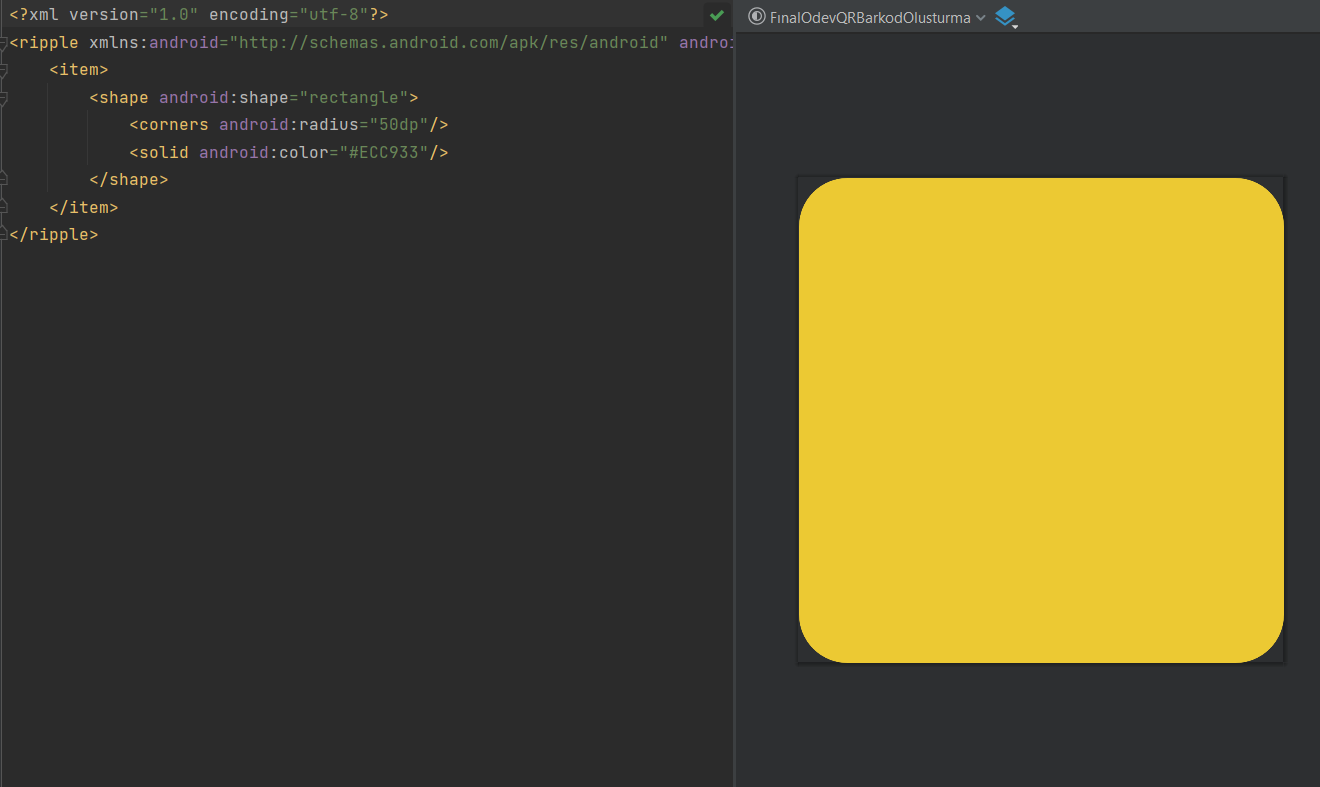 <?xml version="1.0" encoding="utf-8"?>
<ripple xmlns:android="http://schemas.android.com/apk/res/android" androi
    <item>
        <shape android:shape="rectangle">
            <corners android:radius="50dp"/>
            <solid android:color="#ECC933"/>
        </shape>
    </item>
</ripple>
FinalOdevQRBarkodOlusturma